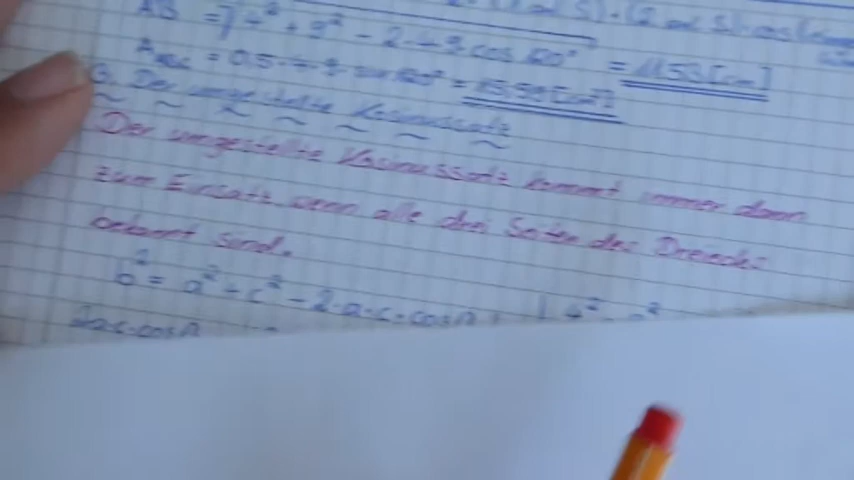 AB = √4² + 9² - 2·4·9 cos 120° = 11.53 [cm]
A_ABC = 0.5·4·9 sin 120° = 15.59 [cm²]
Der umgestellte Kosinussatz
Der umgestellte Kosinussatz kommt immer dann
zum Einsatz wenn alle drei Seiten des Dreiecks
bekannt sind.
b² = a² + c² - 2·a·c·cos β |
2a·c·cos β